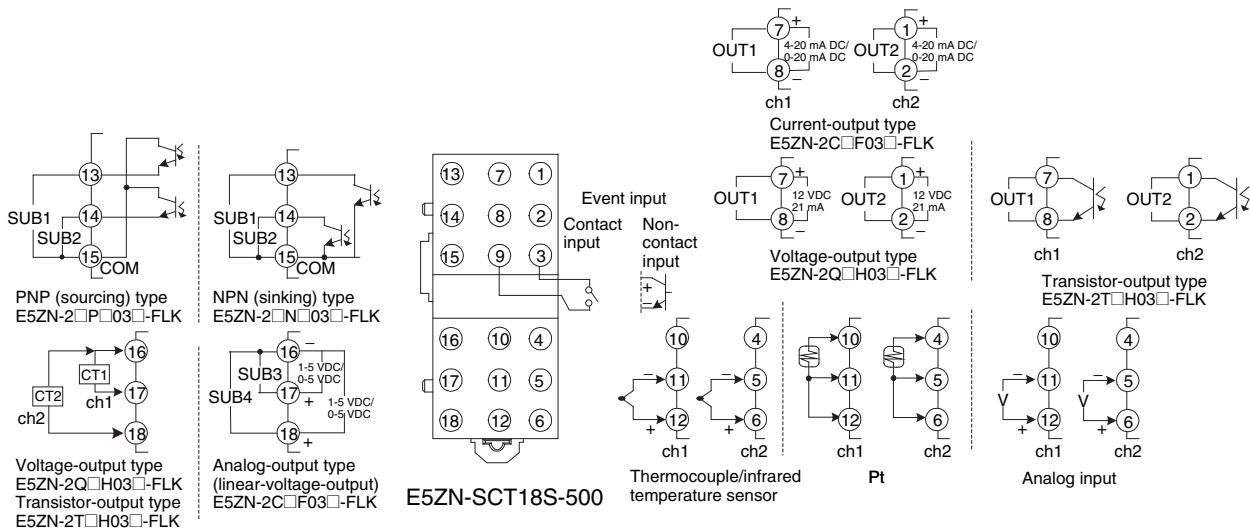 7
+
1
+
OUT1
4-20 mA DC/
0-20 mA DC
OUT2
4-20 mA DC/
0-20 mA DC
8
−
2
−
ch1
ch2
Current-output type
E5ZN-2C□F03□-FLK
13
14
SUB1
SUB2
15
COM
PNP (sourcing) type
E5ZN-2□P□03□-FLK
13
14
SUB1
SUB2
15
COM
NPN (sinking) type
E5ZN-2□N□03□-FLK
13
7
1
14
8
2
15
9
3
16
10
4
17
11
5
18
12
6
E5ZN-SCT18S-500
Event input
Contact
input
Non-
contact
input
+
−
7
+
1
+
OUT1
12 VDC
21 mA
OUT2
12 VDC
21 mA
8
−
2
−
ch1
ch2
Voltage-output type
E5ZN-2Q□H03□-FLK
7
1
OUT1
OUT2
8
2
ch1
ch2
Transistor-output type
E5ZN-2T□H03□-FLK
16
CT1
17
CT2
ch1
ch2
18
Voltage-output type
E5ZN-2Q□H03□-FLK
Transistor-output type
E5ZN-2T□H03□-FLK
16
−
SUB3
1-5 VDC/
0-5 VDC
SUB4
17
+
1-5 VDC/
0-5 VDC
18
+
Analog-output type
(linear-voltage-output)
E5ZN-2C□F03□-FLK
10
4
−
11
−
5
+
12
+
6
ch1
ch2
Thermocouple/infrared
temperature sensor
10
4
11
5
12
6
ch1
ch2
Pt
10
4
−
11
−
5
V
V
+
12
+
6
ch1
ch2
Analog input